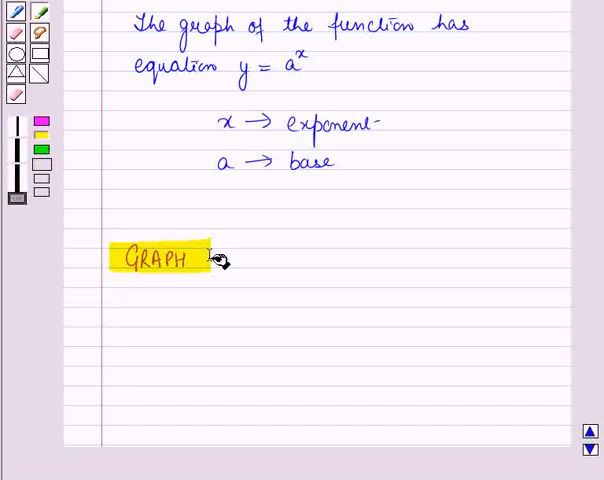 The graph of the function has
equation y = a^x
x → exponent
a → base
GRAPH